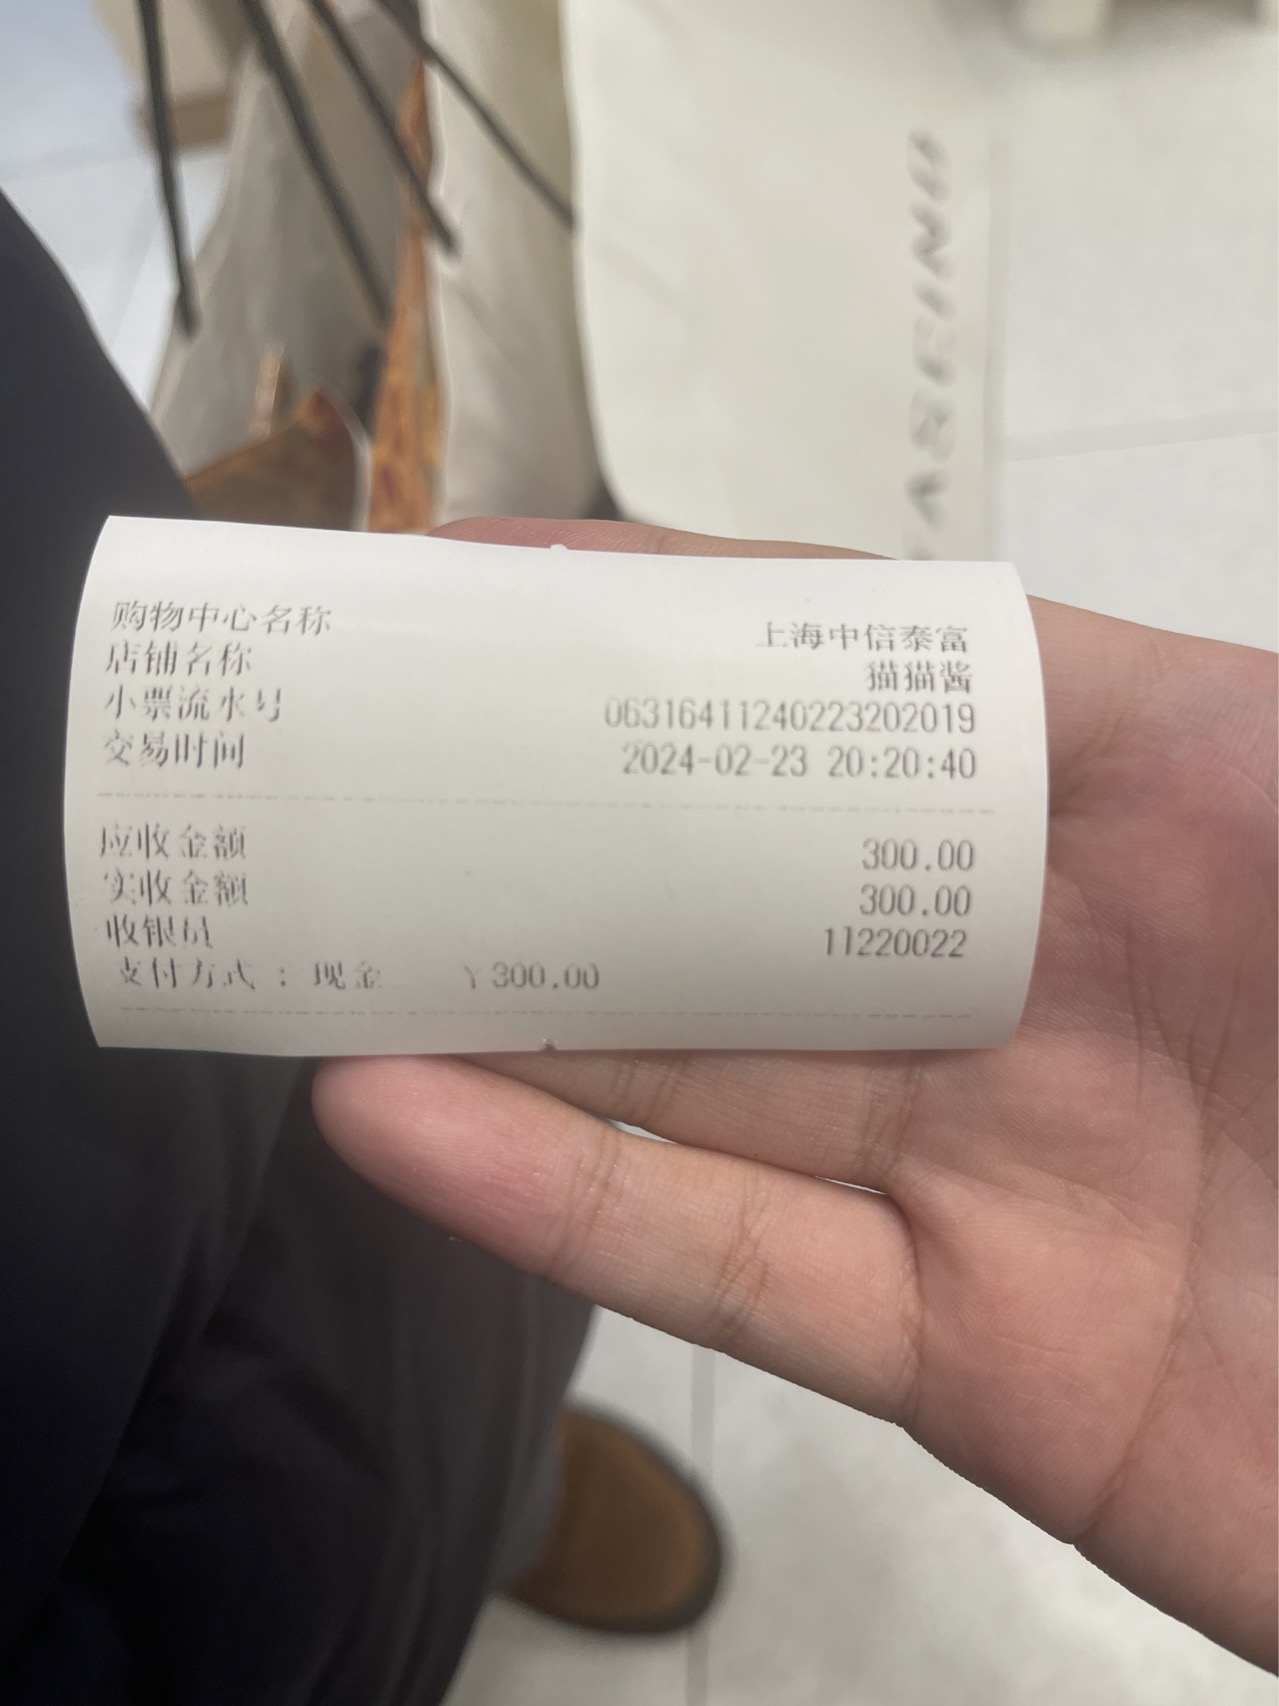 购物中心名称 上海中信泰富
店铺名称 猫猫酱
小票流水号 06316411240223202019
交易时间 2024-02-23 20:20:40
应收金额 300.00
实收金额 300.00
收银员 11220022
支付方式 : 现金 ¥300.00